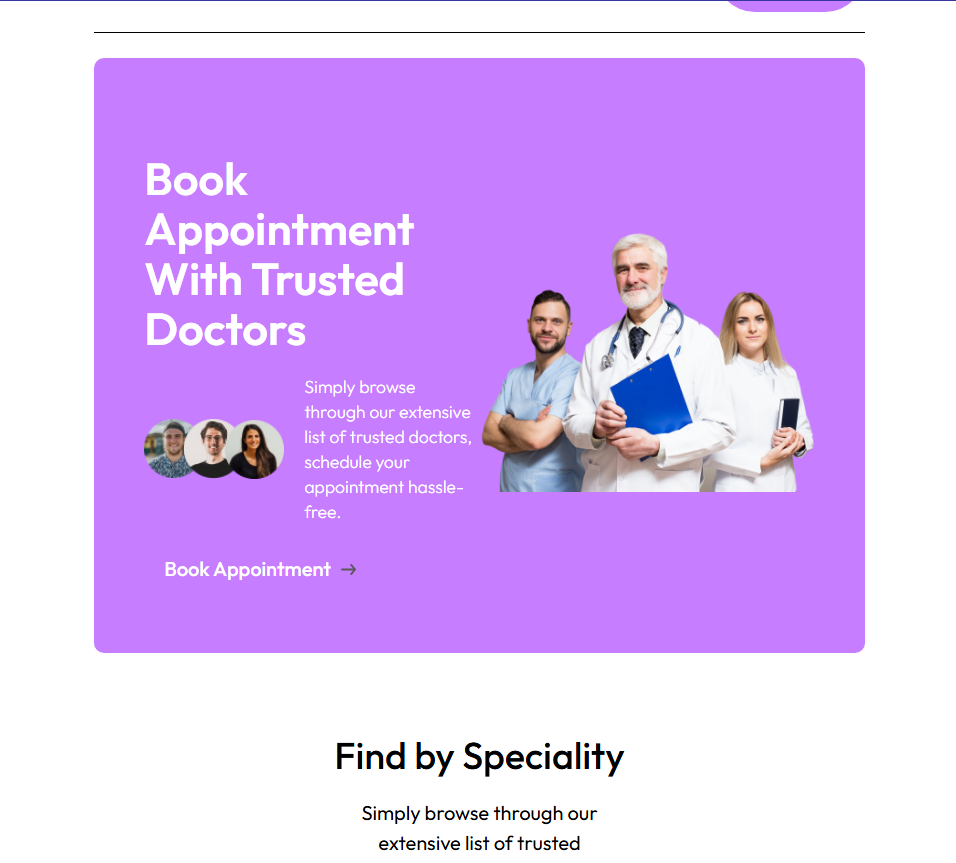 Book
Appointment
With Trusted
Doctors
Simply browse
through our extensive
list of trusted doctors,
schedule your
appointment hassle-
free.
Book Appointment →
Find by Speciality
Simply browse through our
extensive list of trusted